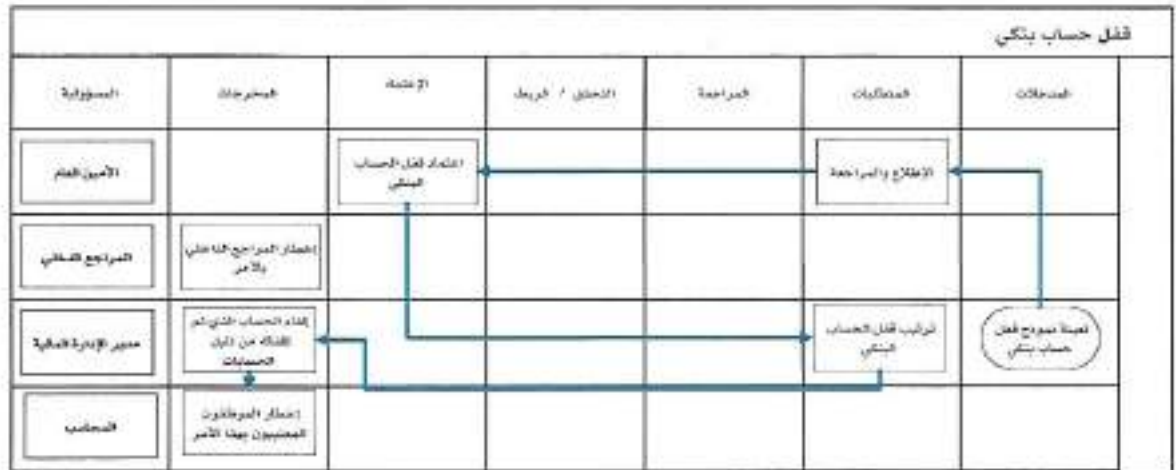 قفل حساب بنكي
المدخلات
المتطلبات
المراجعة
التحقق / الربط
الإعتماد
المخرجات
المسؤولية
الإطلاع والمراجعة
اعتماد قفل الحساب
البنكي
الأمين العام
إخطار المراجع الداخلي
بالأمر
المراجع الداخلي
تعبئة نموذج قفل
حساب بنكي
ترتيب قفل الحساب
البنكي
إلغاء الحساب الذي تم
إقفاله من دليل
الحسابات
مدير الإدارة المالية
إخطار الموظفون
المعنيون بهذا الأمر
المحاسب